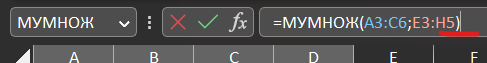 МУМНОЖ fx =МУМНОЖ(A3:C6;E3:H5)
A B C D E F